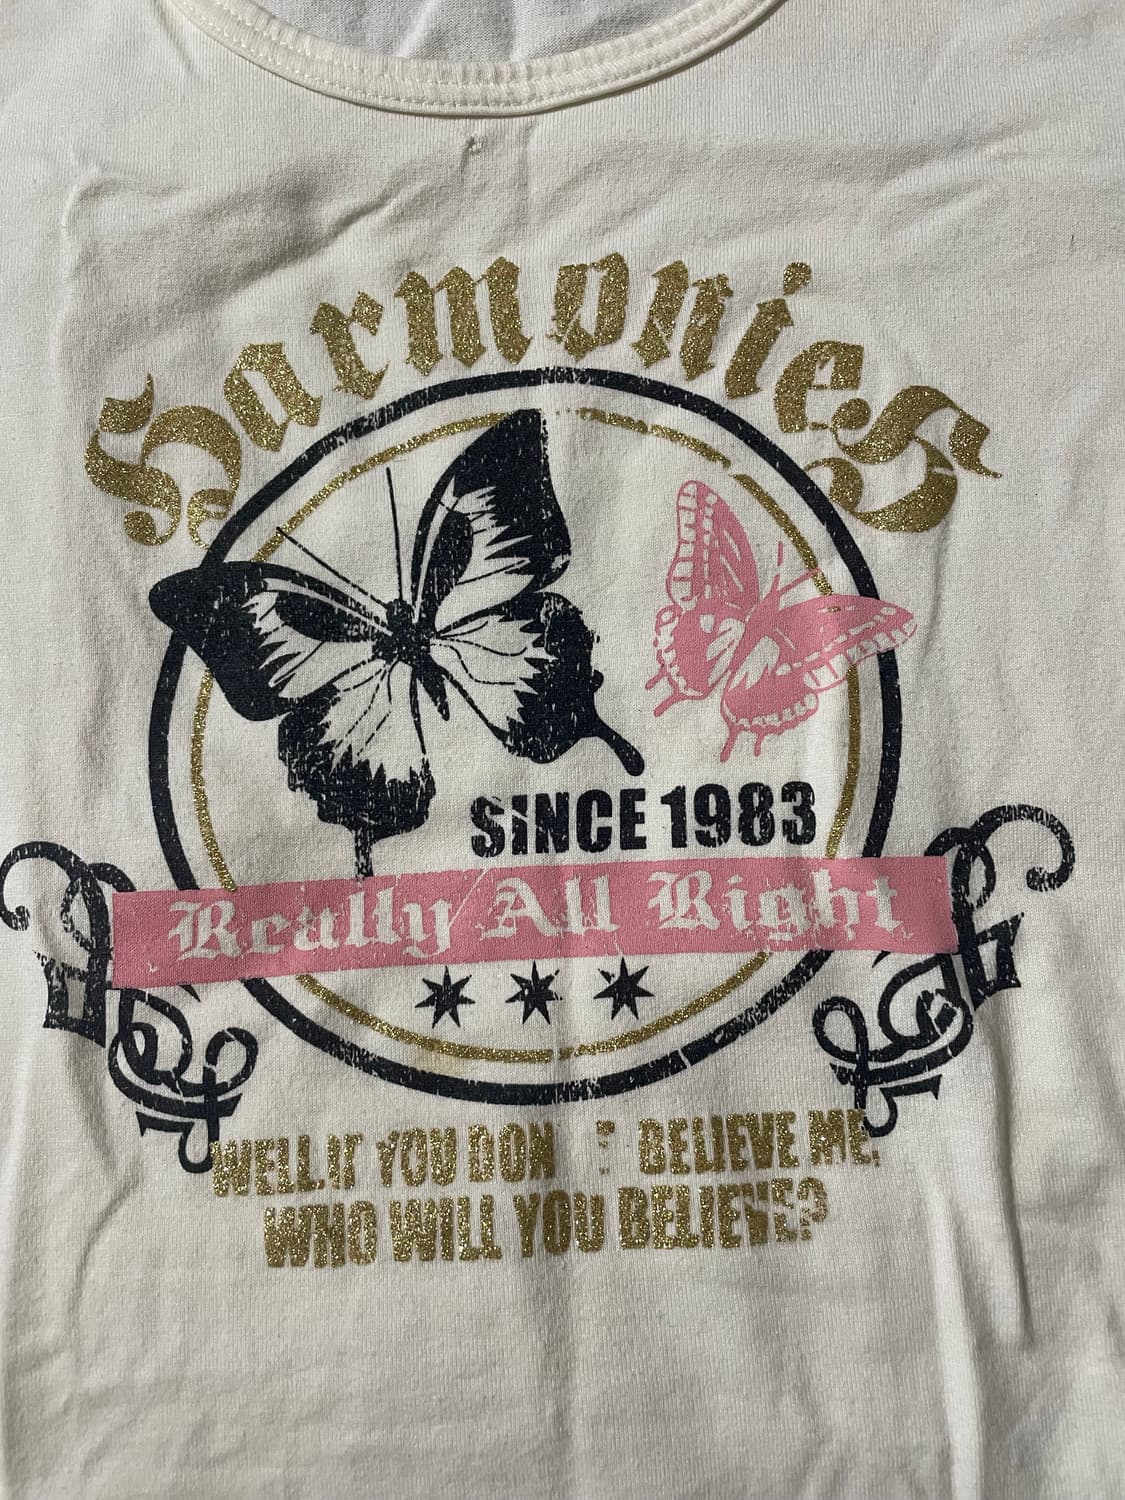 Harmonies
SINCE 1983
Really All Right
WELL.IF YOU DON BELIEVE ME,
WHO WILL YOU BELIEVE?